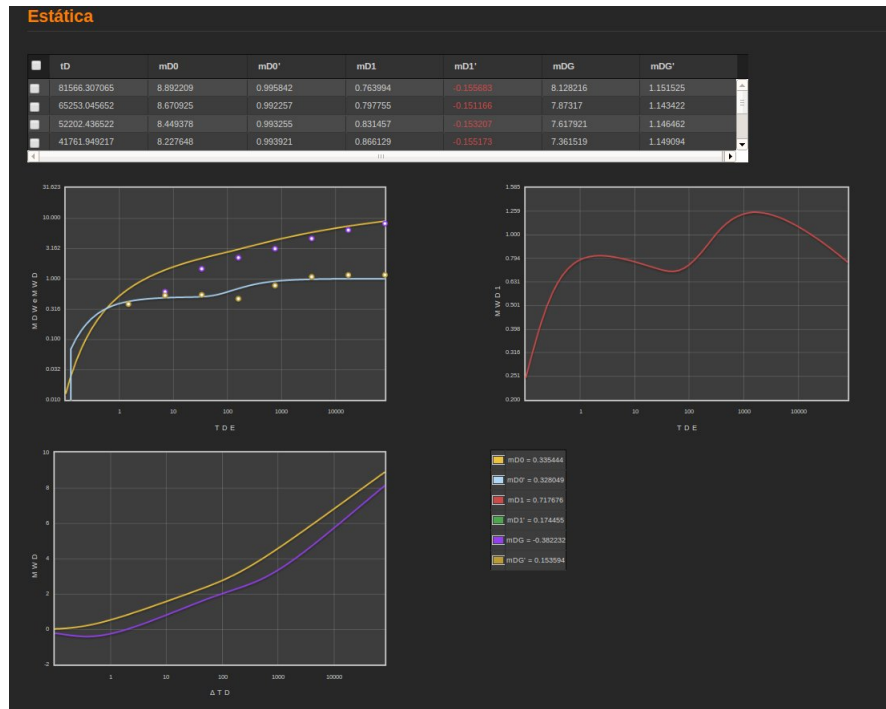 Estática
tD mD0 mD0' mD1 mD1' mDG mDG'
81566.307065 8.892209 0.995842 0.763994 -0.155683 8.128216 1.151525
65253.045652 8.670925 0.992257 0.797755 -0.151166 7.87317 1.143422
52202.436522 8.449378 0.993255 0.831457 -0.153207 7.617921 1.146462
41761.949217 8.227648 0.993921 0.866129 -0.155173 7.361519 1.149094
31.623
10.000
3.162
1.000
0.316
0.100
0.032
0.010
MDW e MWD
1 10 100 1000 10000
TDE
1.585
1.259
1.000
0.794
0.631
0.501
0.398
0.316
0.251
0.200
MWD1
1 10 100 1000 10000
TDE
10
8
6
4
2
0
-2
MWD
1 10 100 1000 10000
ΔTD
mD0 = 0.335444
mD0' = 0.328049
mD1 = 0.717676
mD1' = 0.174455
mDG = -0.382232
mDG' = 0.153594